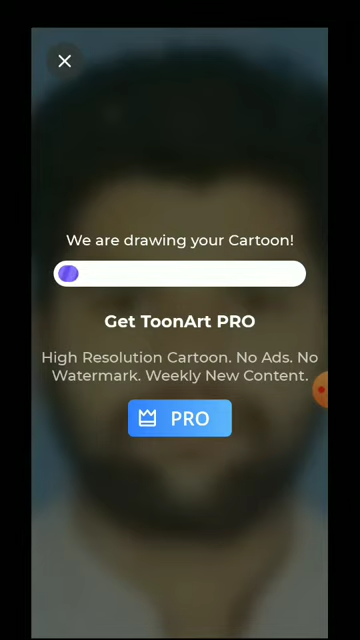 We are drawing your Cartoon!
Get ToonArt PRO
High Resolution Cartoon. No Ads. No
Watermark. Weekly New Content.
PRO